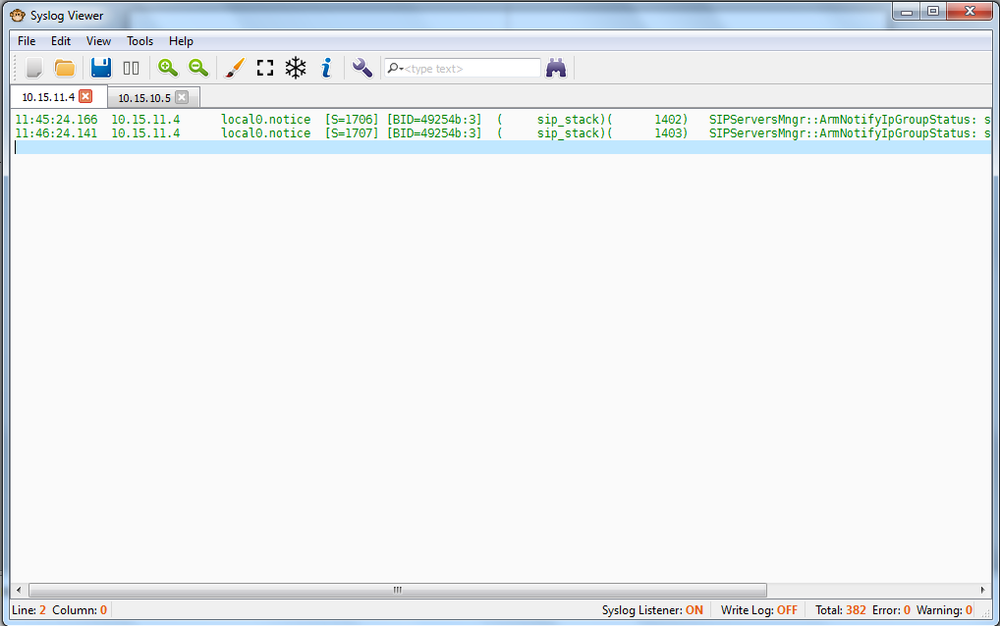 Syslog Viewer
File Edit View Tools Help
<type text>
10.15.11.4 10.15.10.5
11:45:24.166 10.15.11.4 local0.notice [S=1706] [BID=49254b:3] ( sip_stack)( 1402) SIPServersMngr::ArmNotifyIpGroupStatus: s
11:46:24.141 10.15.11.4 local0.notice [S=1707] [BID=49254b:3] ( sip_stack)( 1403) SIPServersMngr::ArmNotifyIpGroupStatus: s
Line: 2 Column: 0 Syslog Listener: ON Write Log: OFF Total: 382 Error: 0 Warning: 0